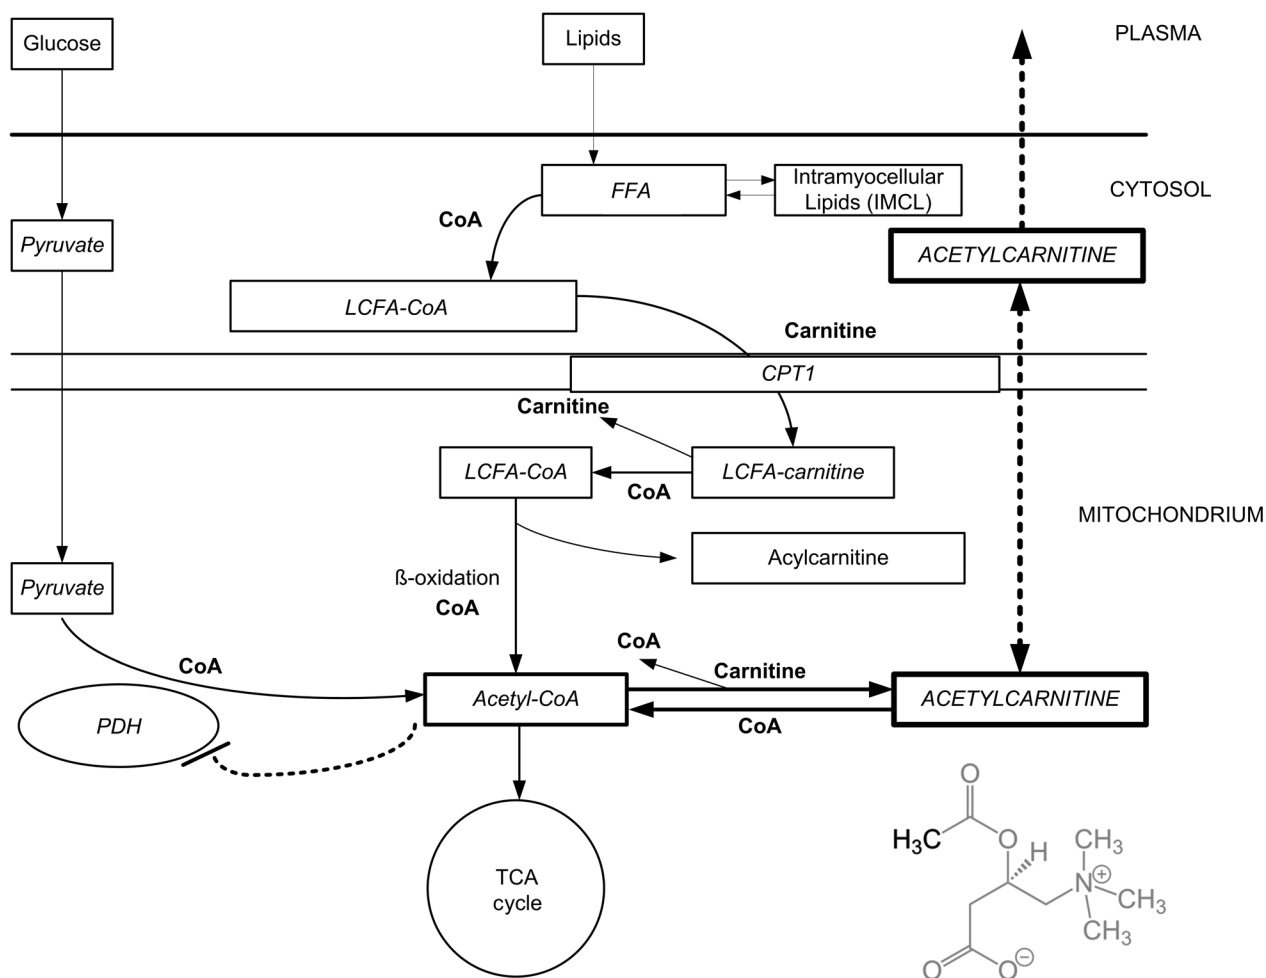 Glucose
Lipids
PLASMA
FFA
Intramyocellular
Lipids (IMCL)
CYTOSOL
CoA
Pyruvate
ACETYLCARNITINE
LCFA-CoA
Carnitine
CPT1
Carnitine
LCFA-CoA
CoA
LCFA-carnitine
MITOCHONDRIUM
Acylcarnitine
Pyruvate
ß-oxidation
CoA
CoA
CoA
Carnitine
Acetyl-CoA
ACETYLCARNITINE
CoA
PDH
TCA
cycle
O
H₃C
O
H
CH₃
N⊕
CH₃
CH₃
O
O⊖